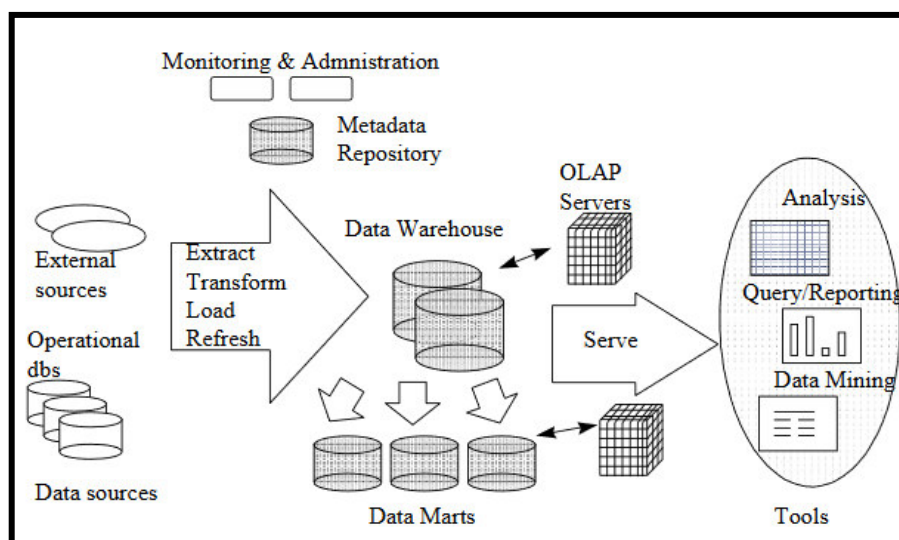 Monitoring & Admnistration
Metadata
Repository
OLAP
Servers
Analysis
Data Warehouse
External
sources
Extract
Transform
Load
Refresh
Query/Reporting
Operational
dbs
Serve
Data Mining
Data sources
Data Marts
Tools